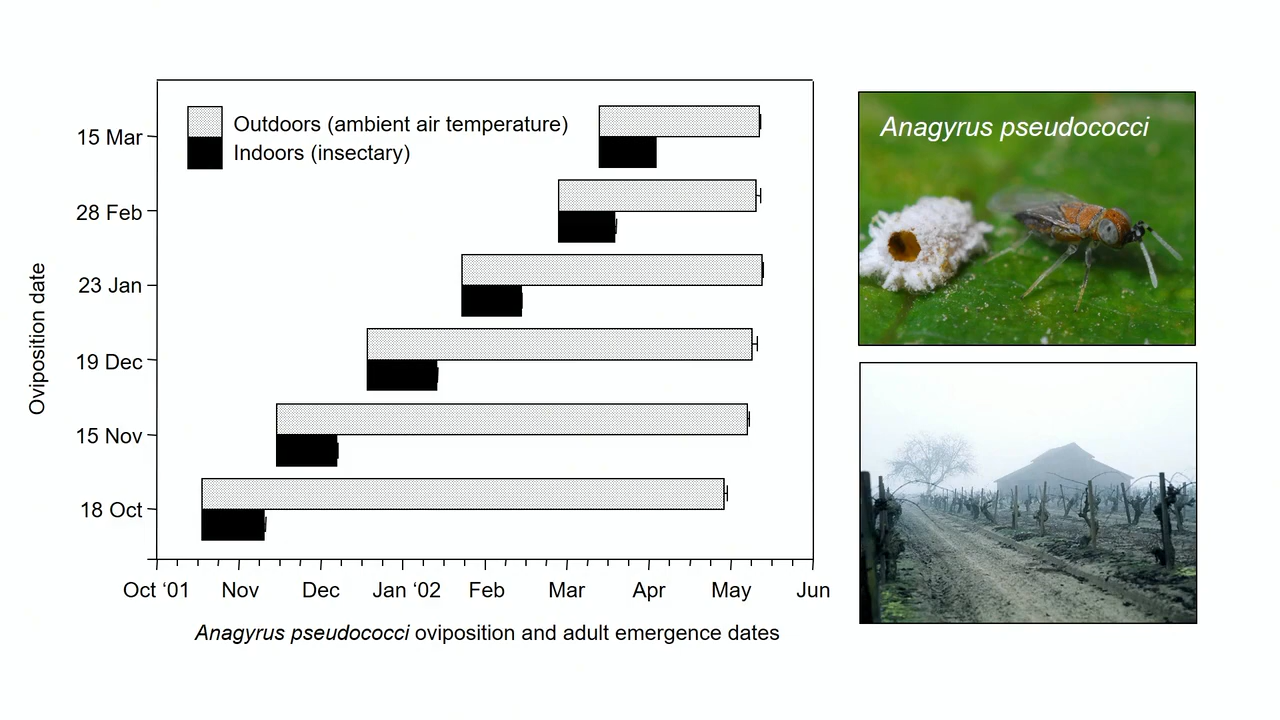 Outdoors (ambient air temperature)
Indoors (insectary)
15 Mar
28 Feb
23 Jan
19 Dec
15 Nov
18 Oct
Oviposition date
Oct ‘01 Nov Dec Jan ‘02 Feb Mar Apr May Jun
Anagyrus pseudococci oviposition and adult emergence dates
Anagyrus pseudococci